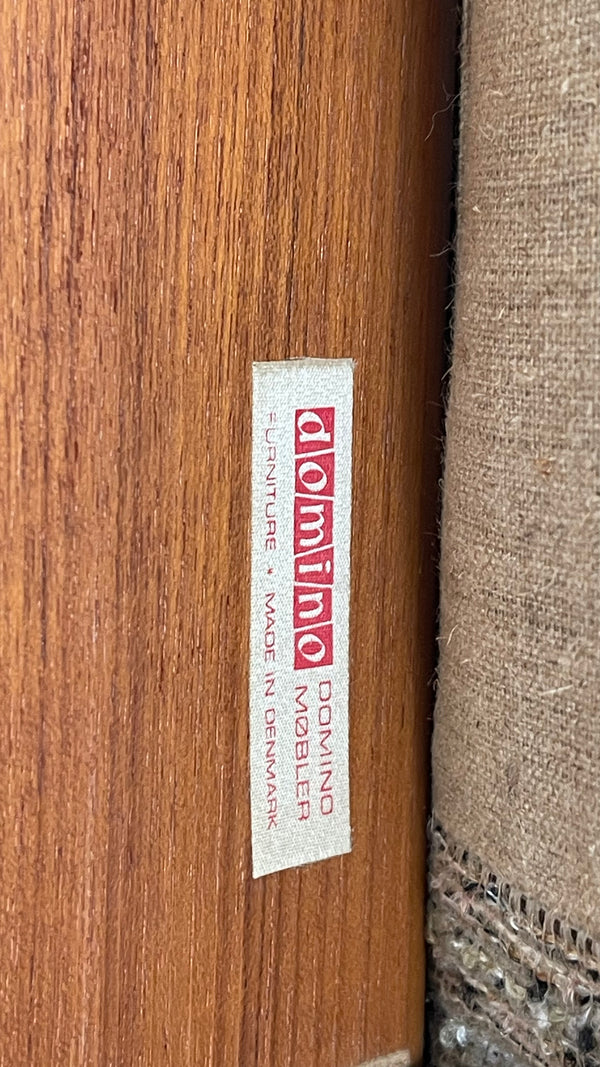 domino DOMINO
MØBLER
FURNITURE * MADE IN DENMARK